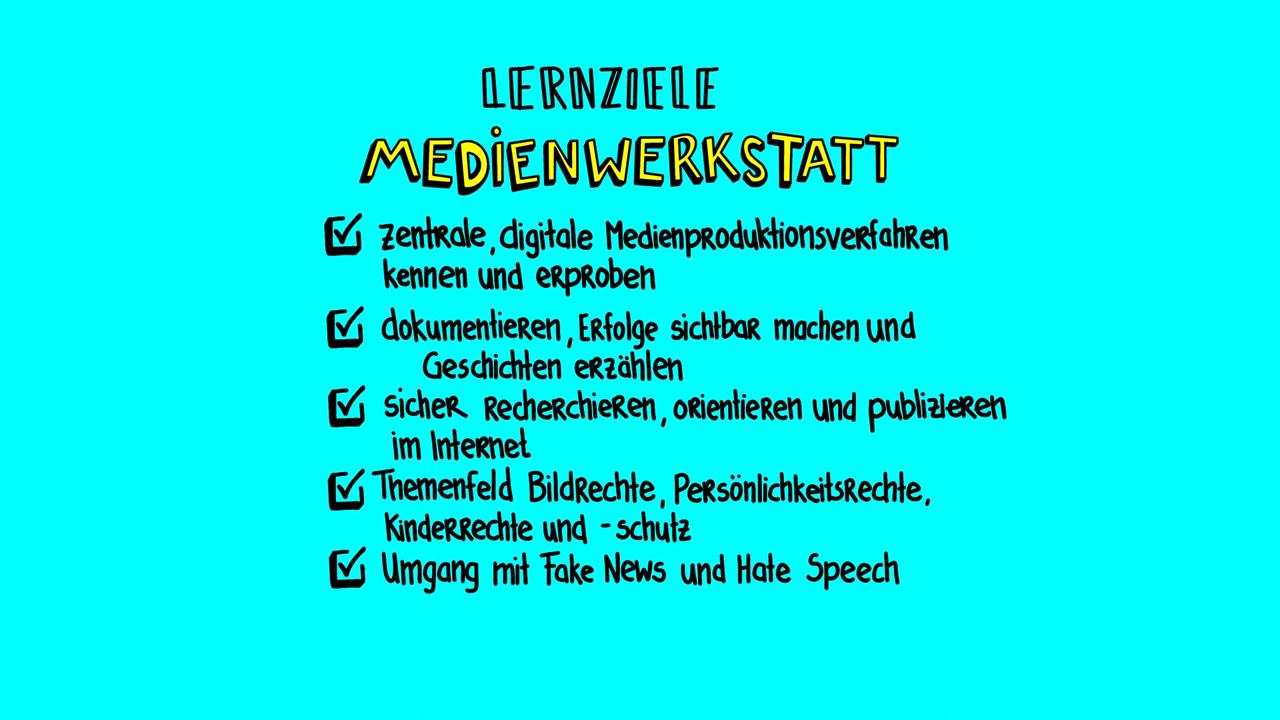 LERNZIELE
MEDiENWERKSTATT
Zentrale, digitale Medienproduktionsverfahren
kennen und erproben
dokumentieren, Erfolge sichtbar machen und
Geschichten erzählen
sicher recherchieren, orientieren und publizieren
im Internet
Themenfeld Bildrechte, Persönlichkeitsrechte,
Kinderrechte und -schutz
Umgang mit Fake News und Hate Speech